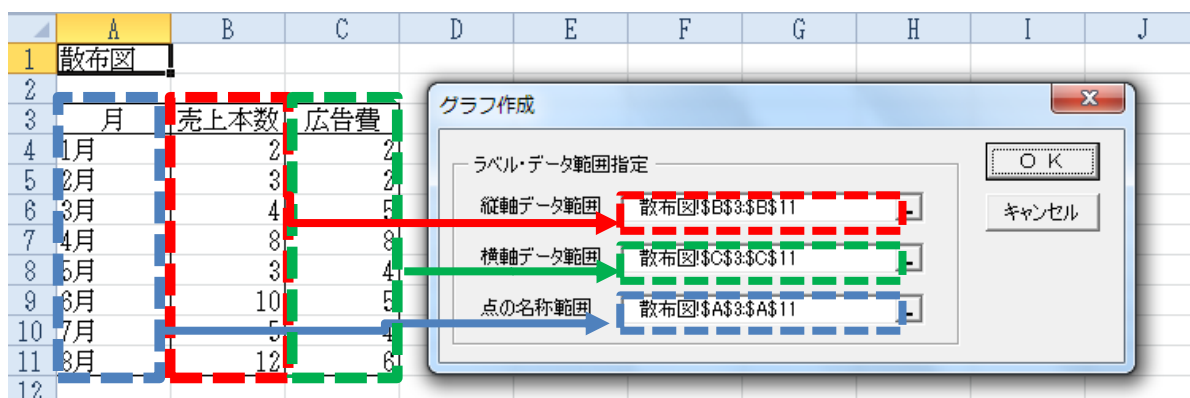 A B C D E F G H I J
1 散布図
2
3 月 売上本数 広告費
4 1月 2 2
5 2月 3 2
6 3月 4 5
7 4月 8 8
8 5月 3 4
9 6月 10 5
10 7月 5 4
11 8月 12 6
12
グラフ作成
ラベル・データ範囲指定
縦軸データ範囲 散布図!$B$3:$B$11
横軸データ範囲 散布図!$C$3:$C$11
点の名称範囲 散布図!$A$3:$A$11
ＯＫ
キャンセル